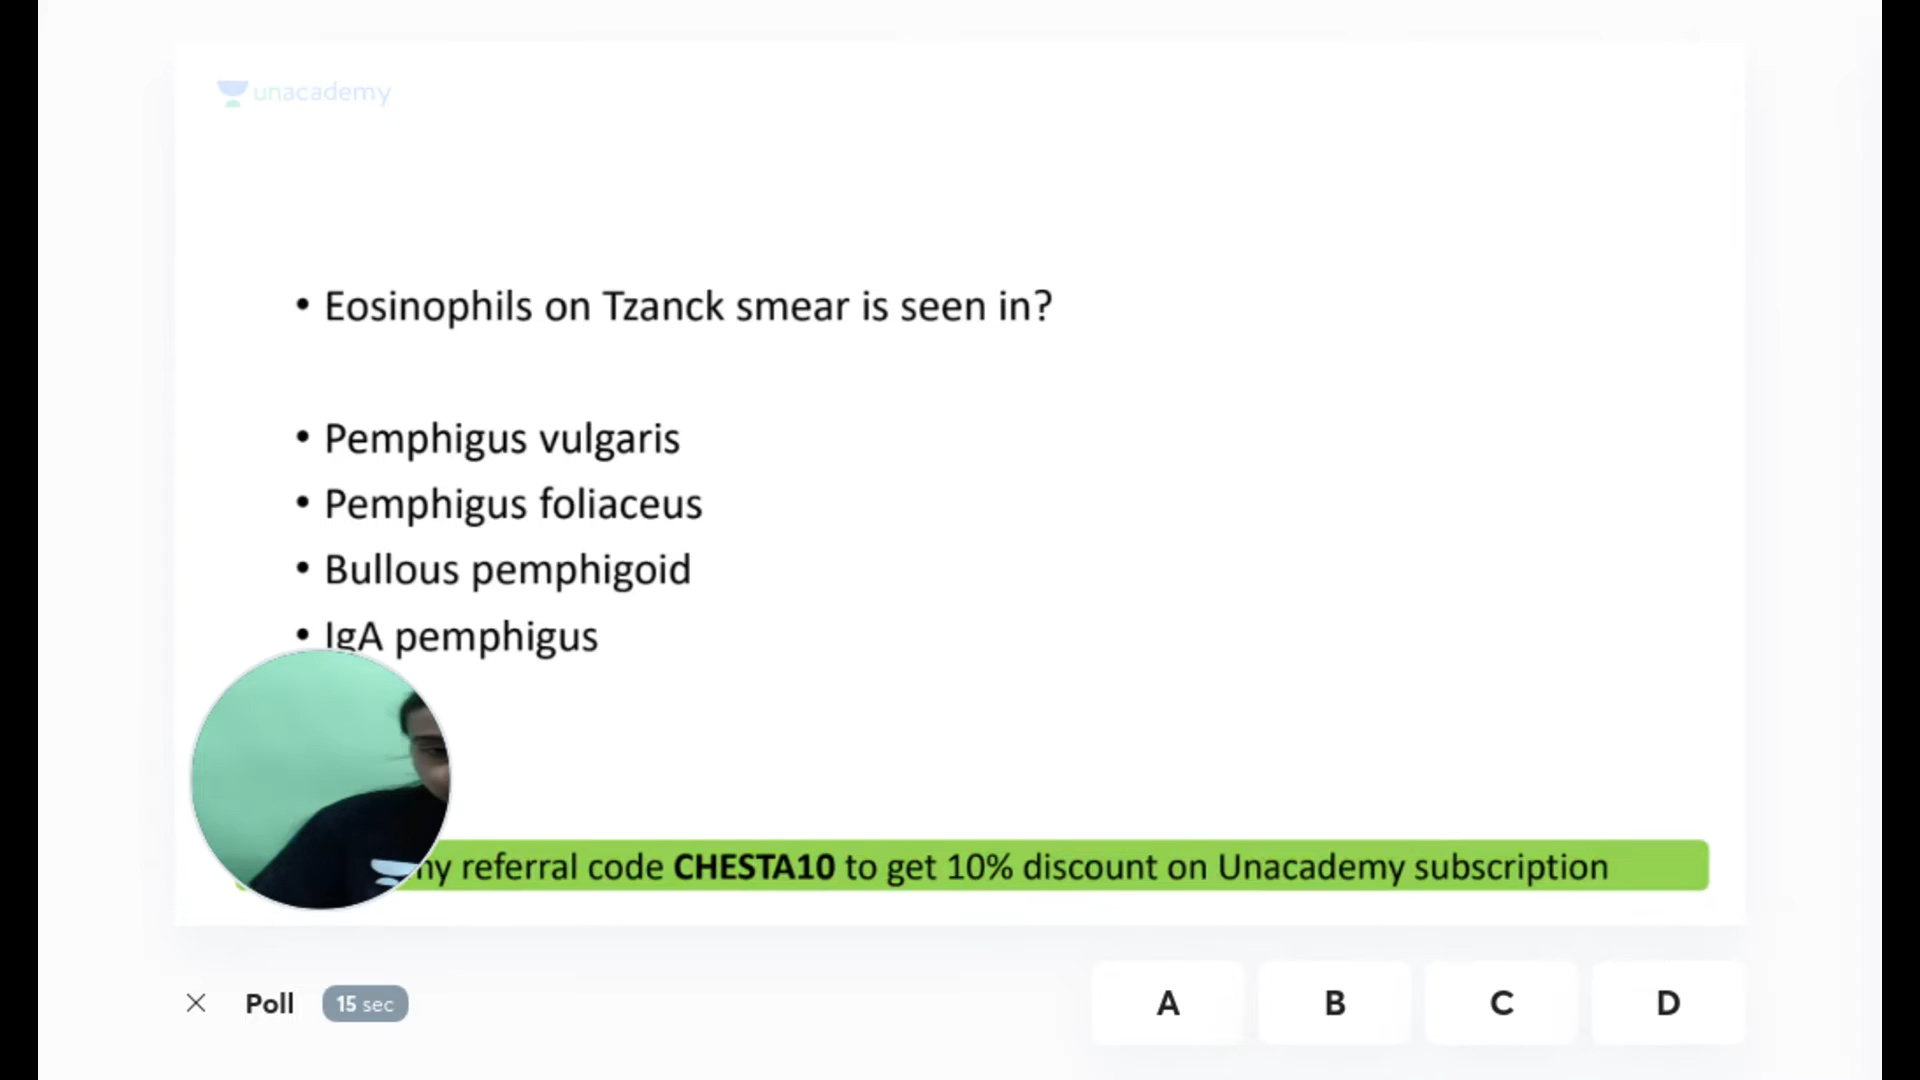 unacademy
• Eosinophils on Tzanck smear is seen in?
• Pemphigus vulgaris
• Pemphigus foliaceus
• Bullous pemphigoid
• IgA pemphigus
my referral code CHESTA10 to get 10% discount on Unacademy subscription
Poll 15 sec A B C D